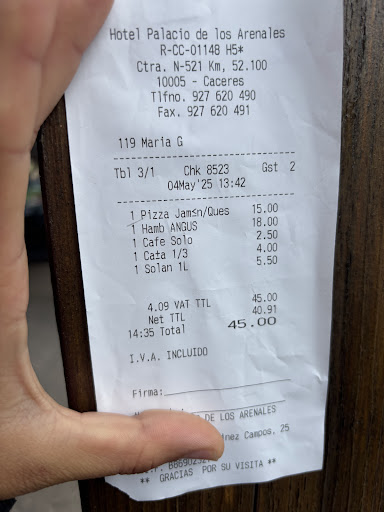 Hotel Palacio de los Arenales
R-CC-01148 H5*
Ctra. N-521 Km, 52.100
10005 - Caceres
Tlfno. 927 620 490
Fax. 927 620 491
119 Maria G
Tbl 3/1 Chk 8523 Gst 2
04May'25 13:42
1 Pizza Jamsn/Ques 15.00
1 Hamb ANGUS 18.00
1 Cafe Solo 2.50
1 Caña 1/3 4.00
1 Solan 1L 5.50
4.09 VAT TTL 45.00
Net TTL 40.91
14:35 Total 45.00
I.V.A. INCLUIDO
Firma:
DE LOS ARENALES
Campos, 25
** GRACIAS POR SU VISITA **